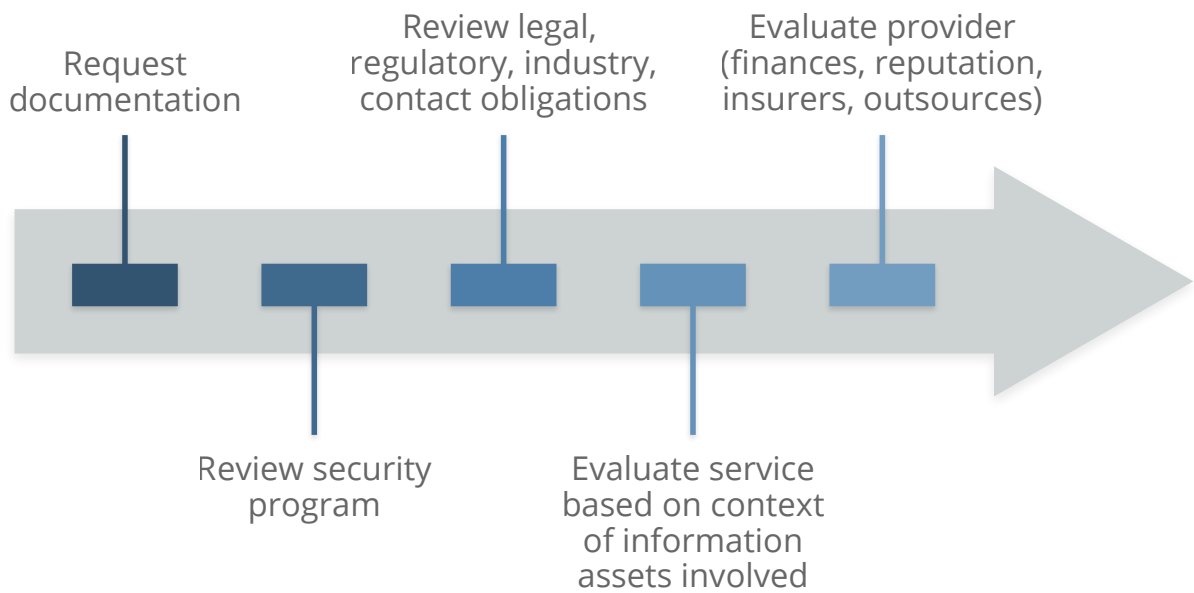 Request
documentation
Review security
program
Review legal,
regulatory, industry,
contact obligations
Evaluate service
based on context
of information
assets involved
Evaluate provider
(finances, reputation,
insurers, outsources)